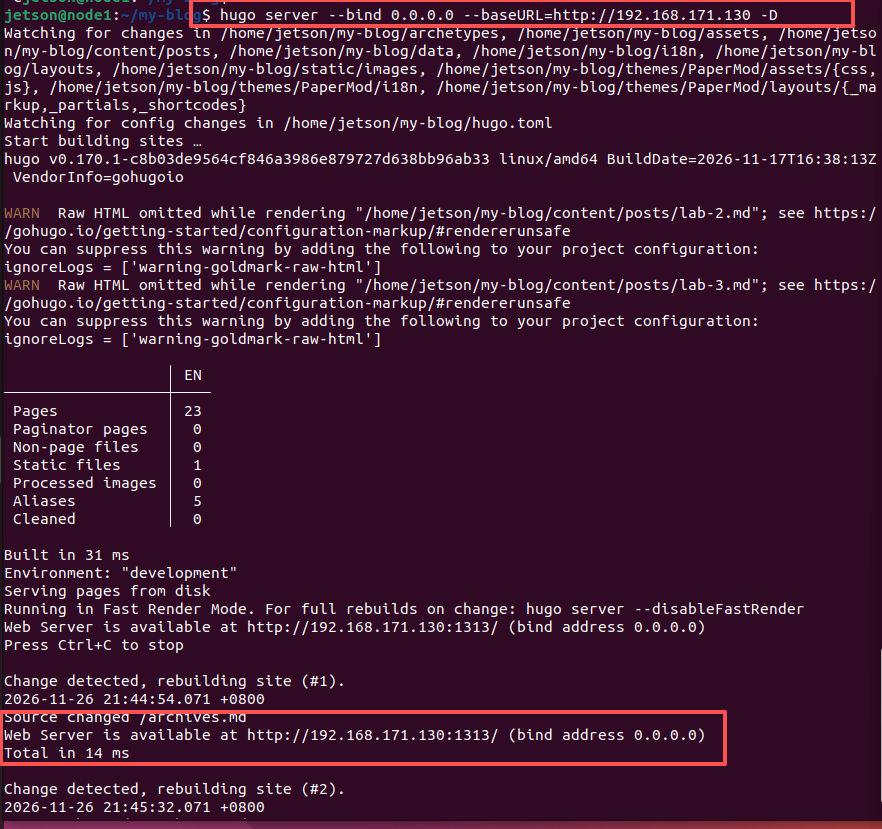 jetson@node1:~/my-blog$ hugo server --bind 0.0.0.0 --baseURL=http://192.168.171.130 -D
Watching for changes in /home/jetson/my-blog/archetypes, /home/jetson/my-blog/assets, /home/jetso
n/my-blog/content/posts, /home/jetson/my-blog/data, /home/jetson/my-blog/i18n, /home/jetson/my-bl
og/layouts, /home/jetson/my-blog/static/images, /home/jetson/my-blog/themes/PaperMod/assets/{css,
js}, /home/jetson/my-blog/themes/PaperMod/i18n, /home/jetson/my-blog/themes/PaperMod/layouts/{_ma
rkup,_partials,_shortcodes}
Watching for config changes in /home/jetson/my-blog/hugo.toml
Start building sites …
hugo v0.170.1-c8b03de9564cf846a3986e879727d638bb96ab33 linux/amd64 BuildDate=2026-11-17T16:38:13Z
 VendorInfo=gohugoio
WARN  Raw HTML omitted while rendering "/home/jetson/my-blog/content/posts/lab-2.md"; see https:/
/gohugo.io/getting-started/configuration-markup/#rendererunsafe
You can suppress this warning by adding the following to your project configuration:
ignoreLogs = ['warning-goldmark-raw-html']
WARN  Raw HTML omitted while rendering "/home/jetson/my-blog/content/posts/lab-3.md"; see https:/
/gohugo.io/getting-started/configuration-markup/#rendererunsafe
You can suppress this warning by adding the following to your project configuration:
ignoreLogs = ['warning-goldmark-raw-html']
EN
Pages 23
Paginator pages 0
Non-page files 0
Static files 1
Processed images 0
Aliases 5
Cleaned 0
Built in 31 ms
Environment: "development"
Serving pages from disk
Running in Fast Render Mode. For full rebuilds on change: hugo server --disableFastRender
Web Server is available at http://192.168.171.130:1313/ (bind address 0.0.0.0)
Press Ctrl+C to stop
Change detected, rebuilding site (#1).
2026-11-26 21:44:54.071 +0800
Source changed /archives.md
Web Server is available at http://192.168.171.130:1313/ (bind address 0.0.0.0)
Total in 14 ms
Change detected, rebuilding site (#2).
2026-11-26 21:45:32.071 +0800